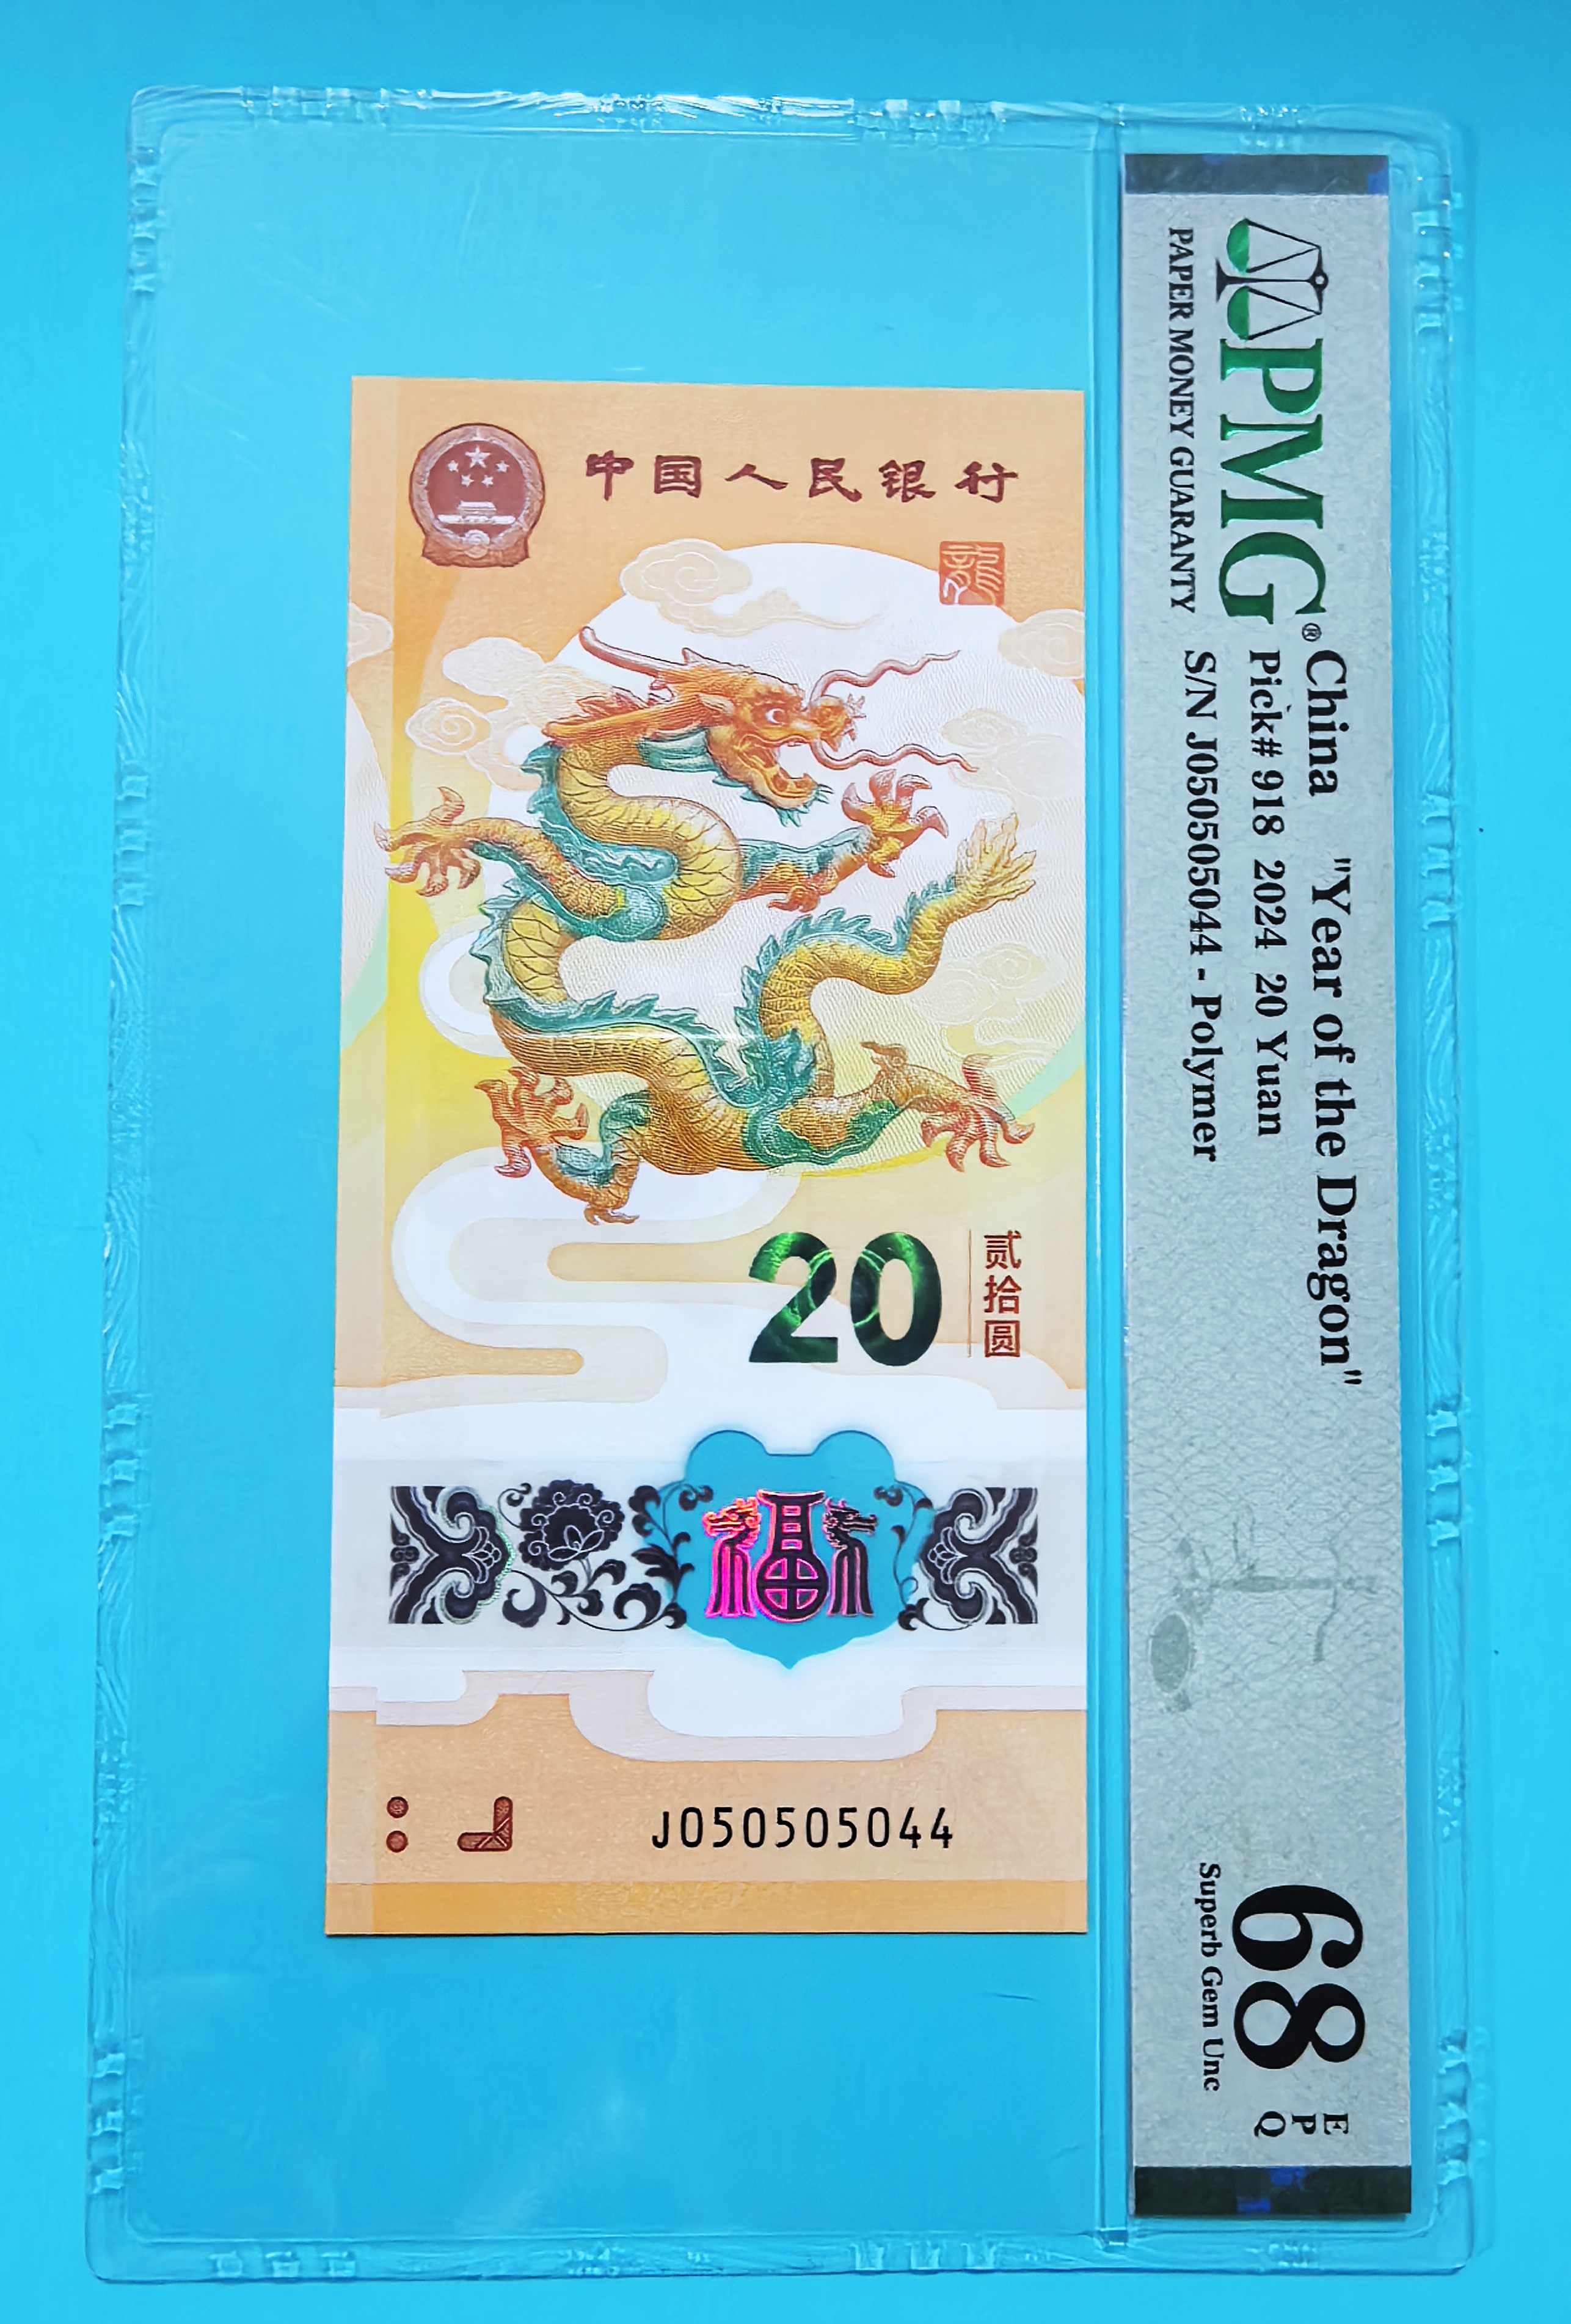 中国人民银行
龍
20
贰拾圆
福
J050505044
PMG®
PAPER MONEY GUARANTY
China "Year of the Dragon"
Pick# 918 2024 20 Yuan
S/N J050505044 - Polymer
68
EPQ
Superb Gem Unc